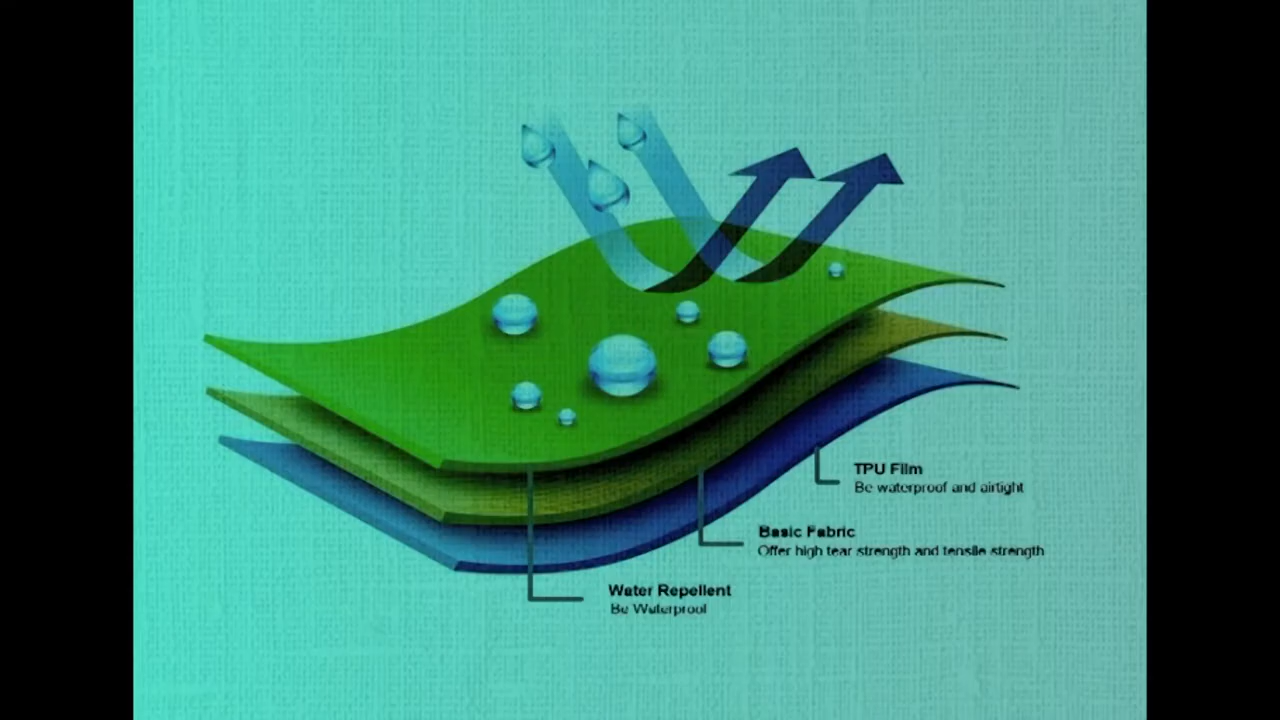 TPU Film
Be waterproof and airtight
Basic Fabric
Offer high tear strength and tensile strength
Water Repellent
Be Waterproof